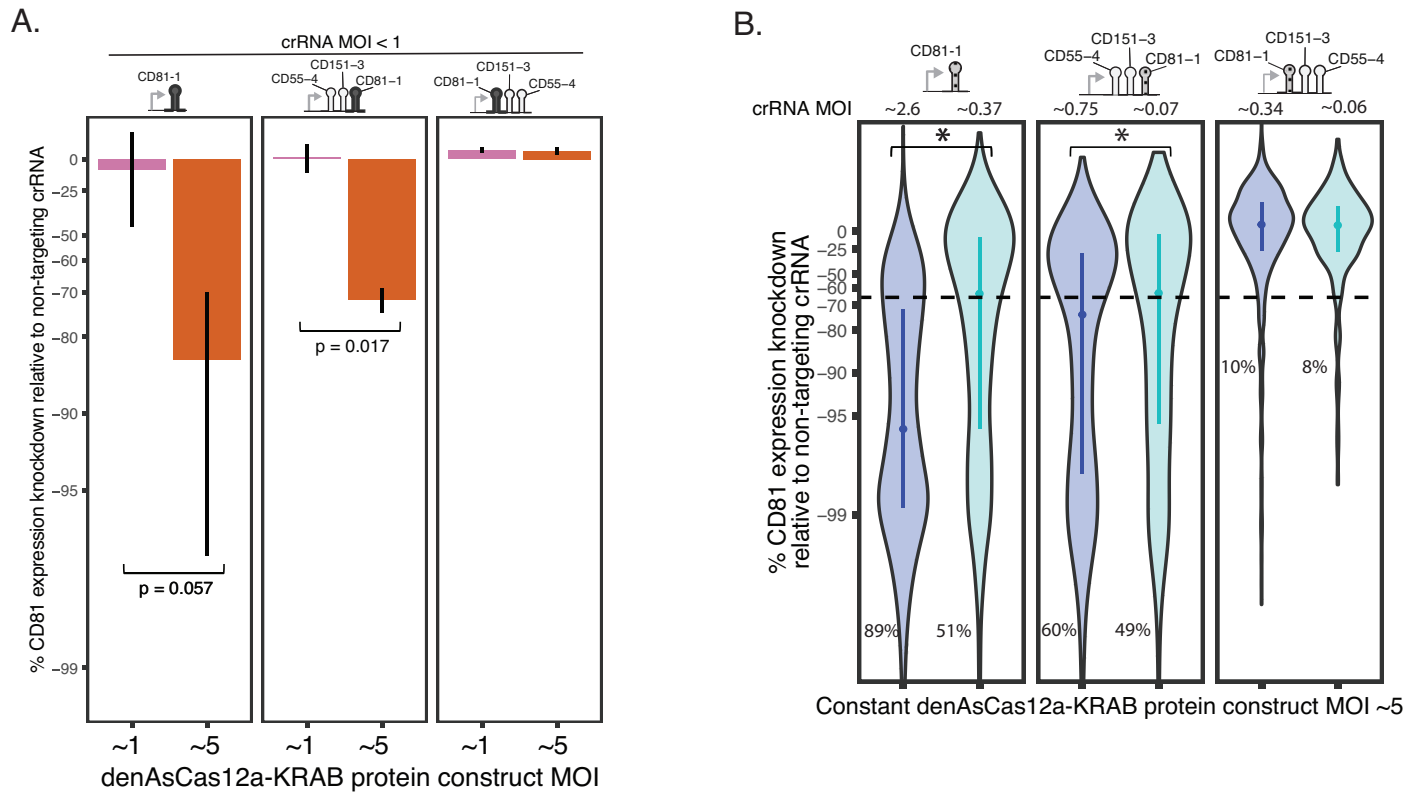 A.
crRNA MOI < 1
CD81-1
CD151−3
CD55−4
CD81−1
CD151−3
CD81−1
CD55−4
% CD81 expression knockdown relative to non-targeting crRNA
0
−25
−50
−60
−70
−80
−90
−95
−99
p = 0.057
p = 0.017
~1
~5
~1
~5
~1
~5
denAsCas12a-KRAB protein construct MOI
B.
CD81−1
CD151−3
CD55−4
CD81−1
CD151−3
CD81−1
CD55−4
crRNA MOI
~2.6
~0.37
~0.75
~0.07
~0.34
~0.06
% CD81 expression knockdown
relative to non-targeting crRNA
0
−25
−50
−60
−70
−80
−90
−95
−99
*
*
89%
51%
60%
49%
10%
8%
Constant denAsCas12a-KRAB protein construct MOI ~5